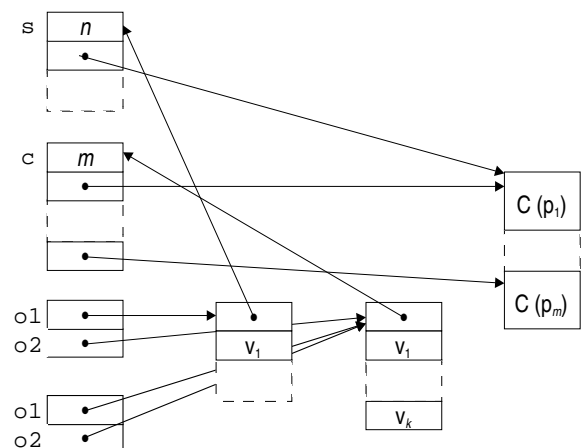 s n
c m
C (p₁)
C (pₘ)
o1
o2 v₁ v₁
o1 vₖ
o2